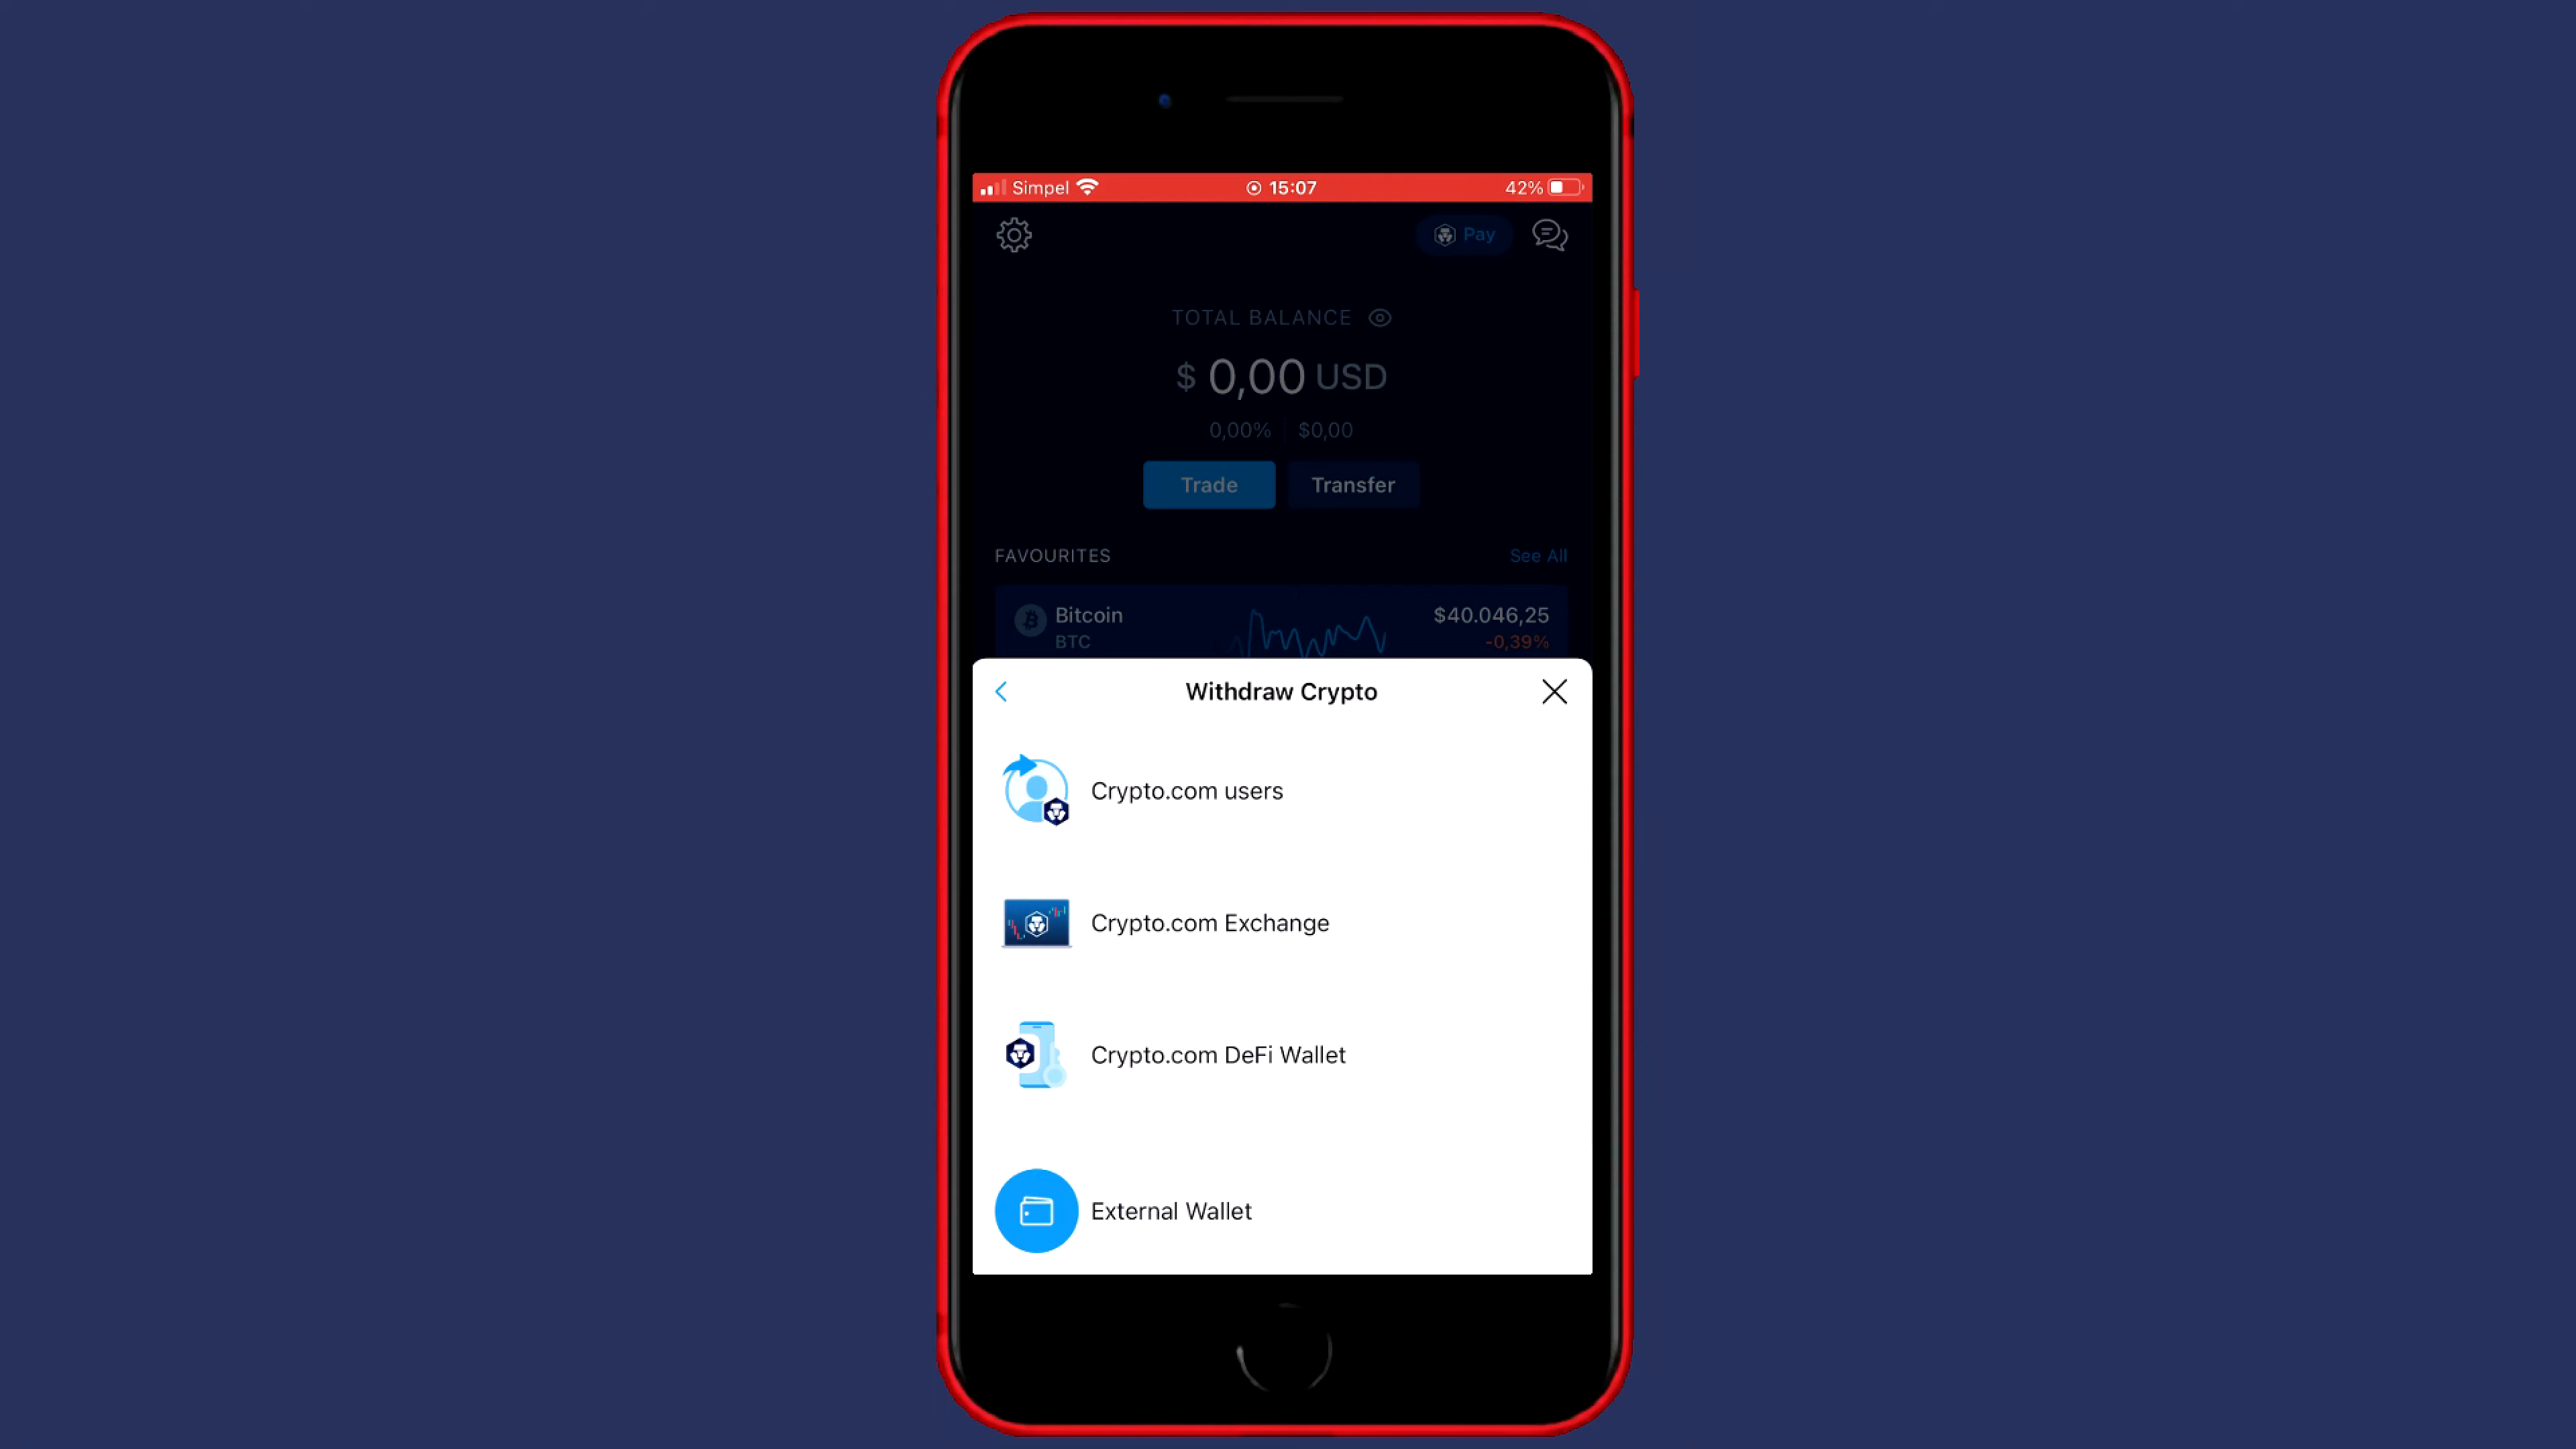 Simpel 15:07 42%
Pay
TOTAL BALANCE
$ 0,00 USD
0,00% $0,00
Trade Transfer
FAVOURITES See All
Bitcoin $40.046,25
BTC -0,39%
Withdraw Crypto
Crypto.com users
Crypto.com Exchange
Crypto.com DeFi Wallet
External Wallet